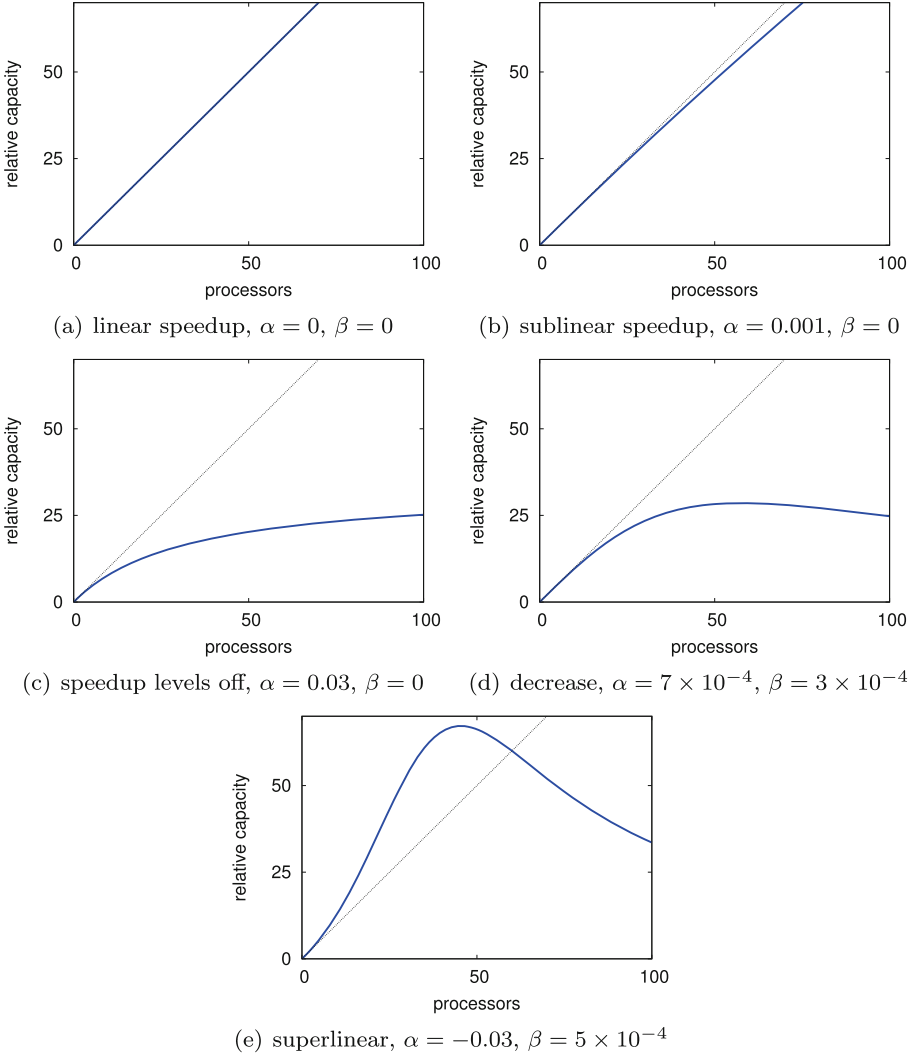 relative capacity
50
25
0
0 50 100
processors
(a) linear speedup, α = 0, β = 0
relative capacity
50
25
0
0 50 100
processors
(b) sublinear speedup, α = 0.001, β = 0
relative capacity
50
25
0
0 50 100
processors
(c) speedup levels off, α = 0.03, β = 0
relative capacity
50
25
0
0 50 100
processors
(d) decrease, α = 7 × 10⁻⁴, β = 3 × 10⁻⁴
relative capacity
50
25
0
0 50 100
processors
(e) superlinear, α = −0.03, β = 5 × 10⁻⁴